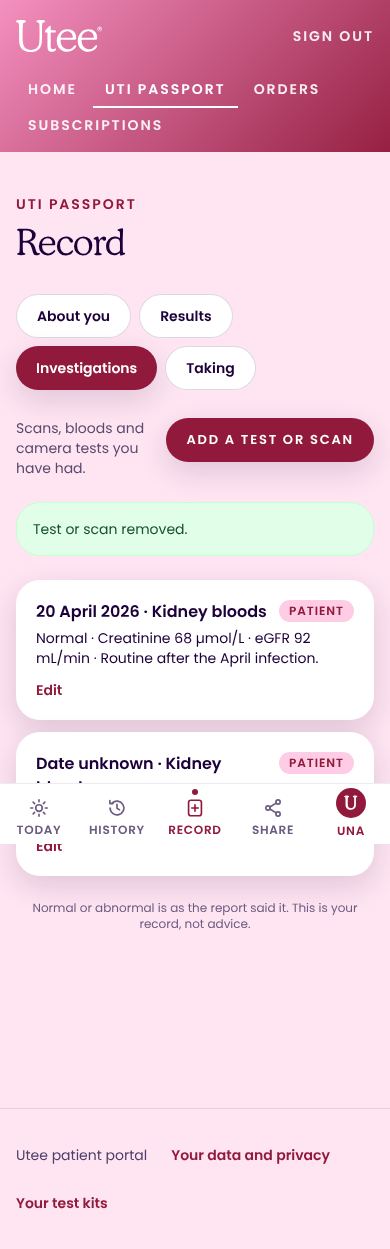 Utee®
SIGN OUT
HOME UTI PASSPORT ORDERS
SUBSCRIPTIONS
UTI PASSPORT
Record
About you Results
Investigations Taking
Scans, bloods and
camera tests you
have had.
ADD A TEST OR SCAN
Test or scan removed.
20 April 2026 · Kidney bloods PATIENT
Normal · Creatinine 68 µmol/L · eGFR 92
mL/min · Routine after the April infection.
Edit
Date unknown · Kidney PATIENT
TODAY HISTORY RECORD SHARE UNA
Edit
Normal or abnormal is as the report said it. This is your
record, not advice.
Utee patient portal Your data and privacy
Your test kits